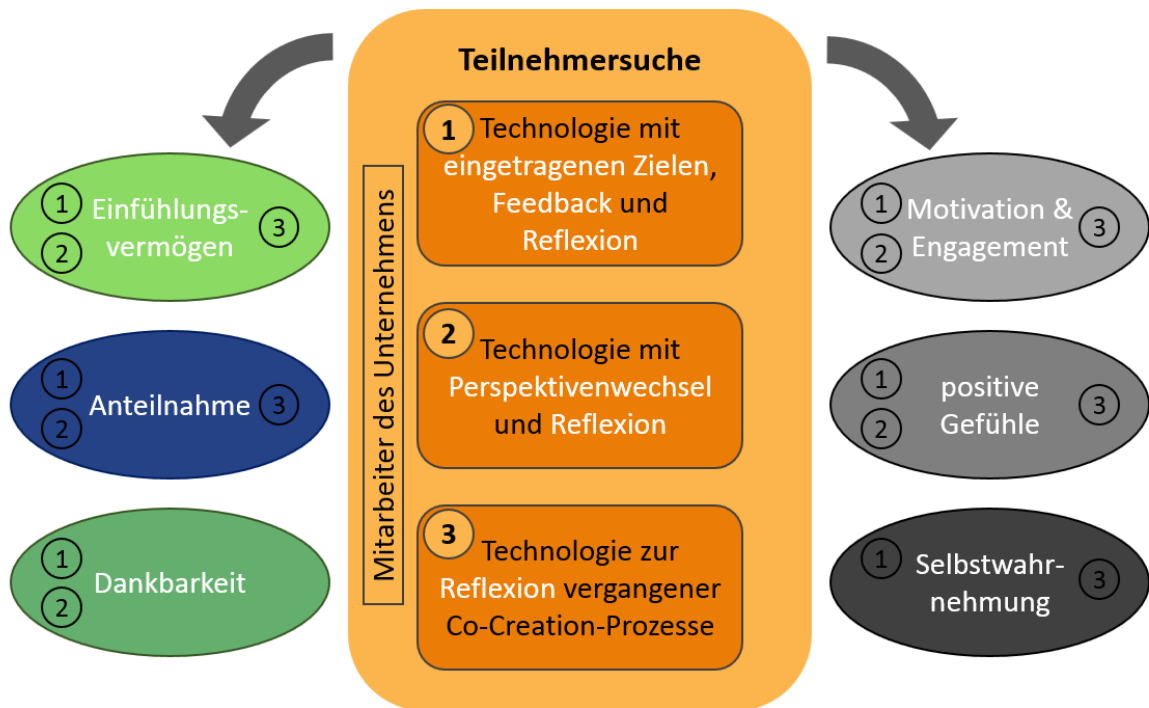 Teilnehmersuche
1
Technologie mit
eingetragenen Zielen,
Feedback und
Reflexion
2
Technologie mit
Perspektivenwechsel
und Reflexion
3
Technologie zur
Reflexion vergangener
Co-Creation-Prozesse
Mitarbeiter des Unternehmens
1
2
Einfühlungs-
vermögen
3
1
2
Anteilnahme
3
1
2
Dankbarkeit
1
2
Motivation &
Engagement
3
1
2
positive
Gefühle
3
1
Selbstwahr-
nehmung
3